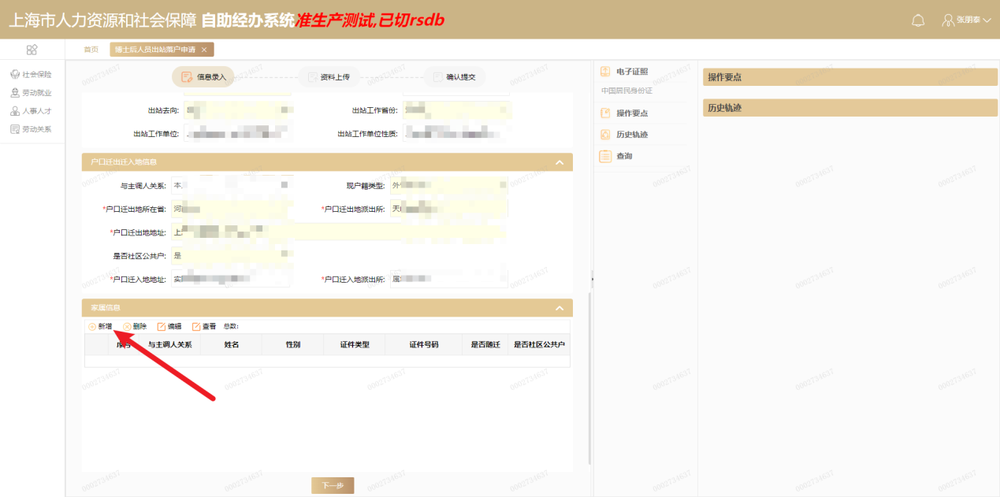 上海市人力资源和社会保障 自助经办系统准生产测试,已切rsdb 张朋泰
首页 博士后人员出站落户申请 ×
社会保险
劳动就业
人事人才
劳动关系
信息录入 资料上传 确认提交
出站去向: 出站工作省份:
出站工作单位: 出站工作单位性质:
户口迁出迁入地信息
与主调人关系: 本 现户籍类型: 外
*户口迁出地所在省: 河 *户口迁出地派出所: 天
*户口迁出地地址: 上
是否社区公共户: 是
*户口迁入地地址: 实 *户口迁入地派出所: 属
家属信息
新增 删除 编辑 查看 总数:
序号 与主调人关系 姓名 性别 证件类型 证件号码 是否随迁 是否社区公共户
下一步
电子证照
中国居民身份证
操作要点
历史轨迹
查询
操作要点
历史轨迹
0002734637